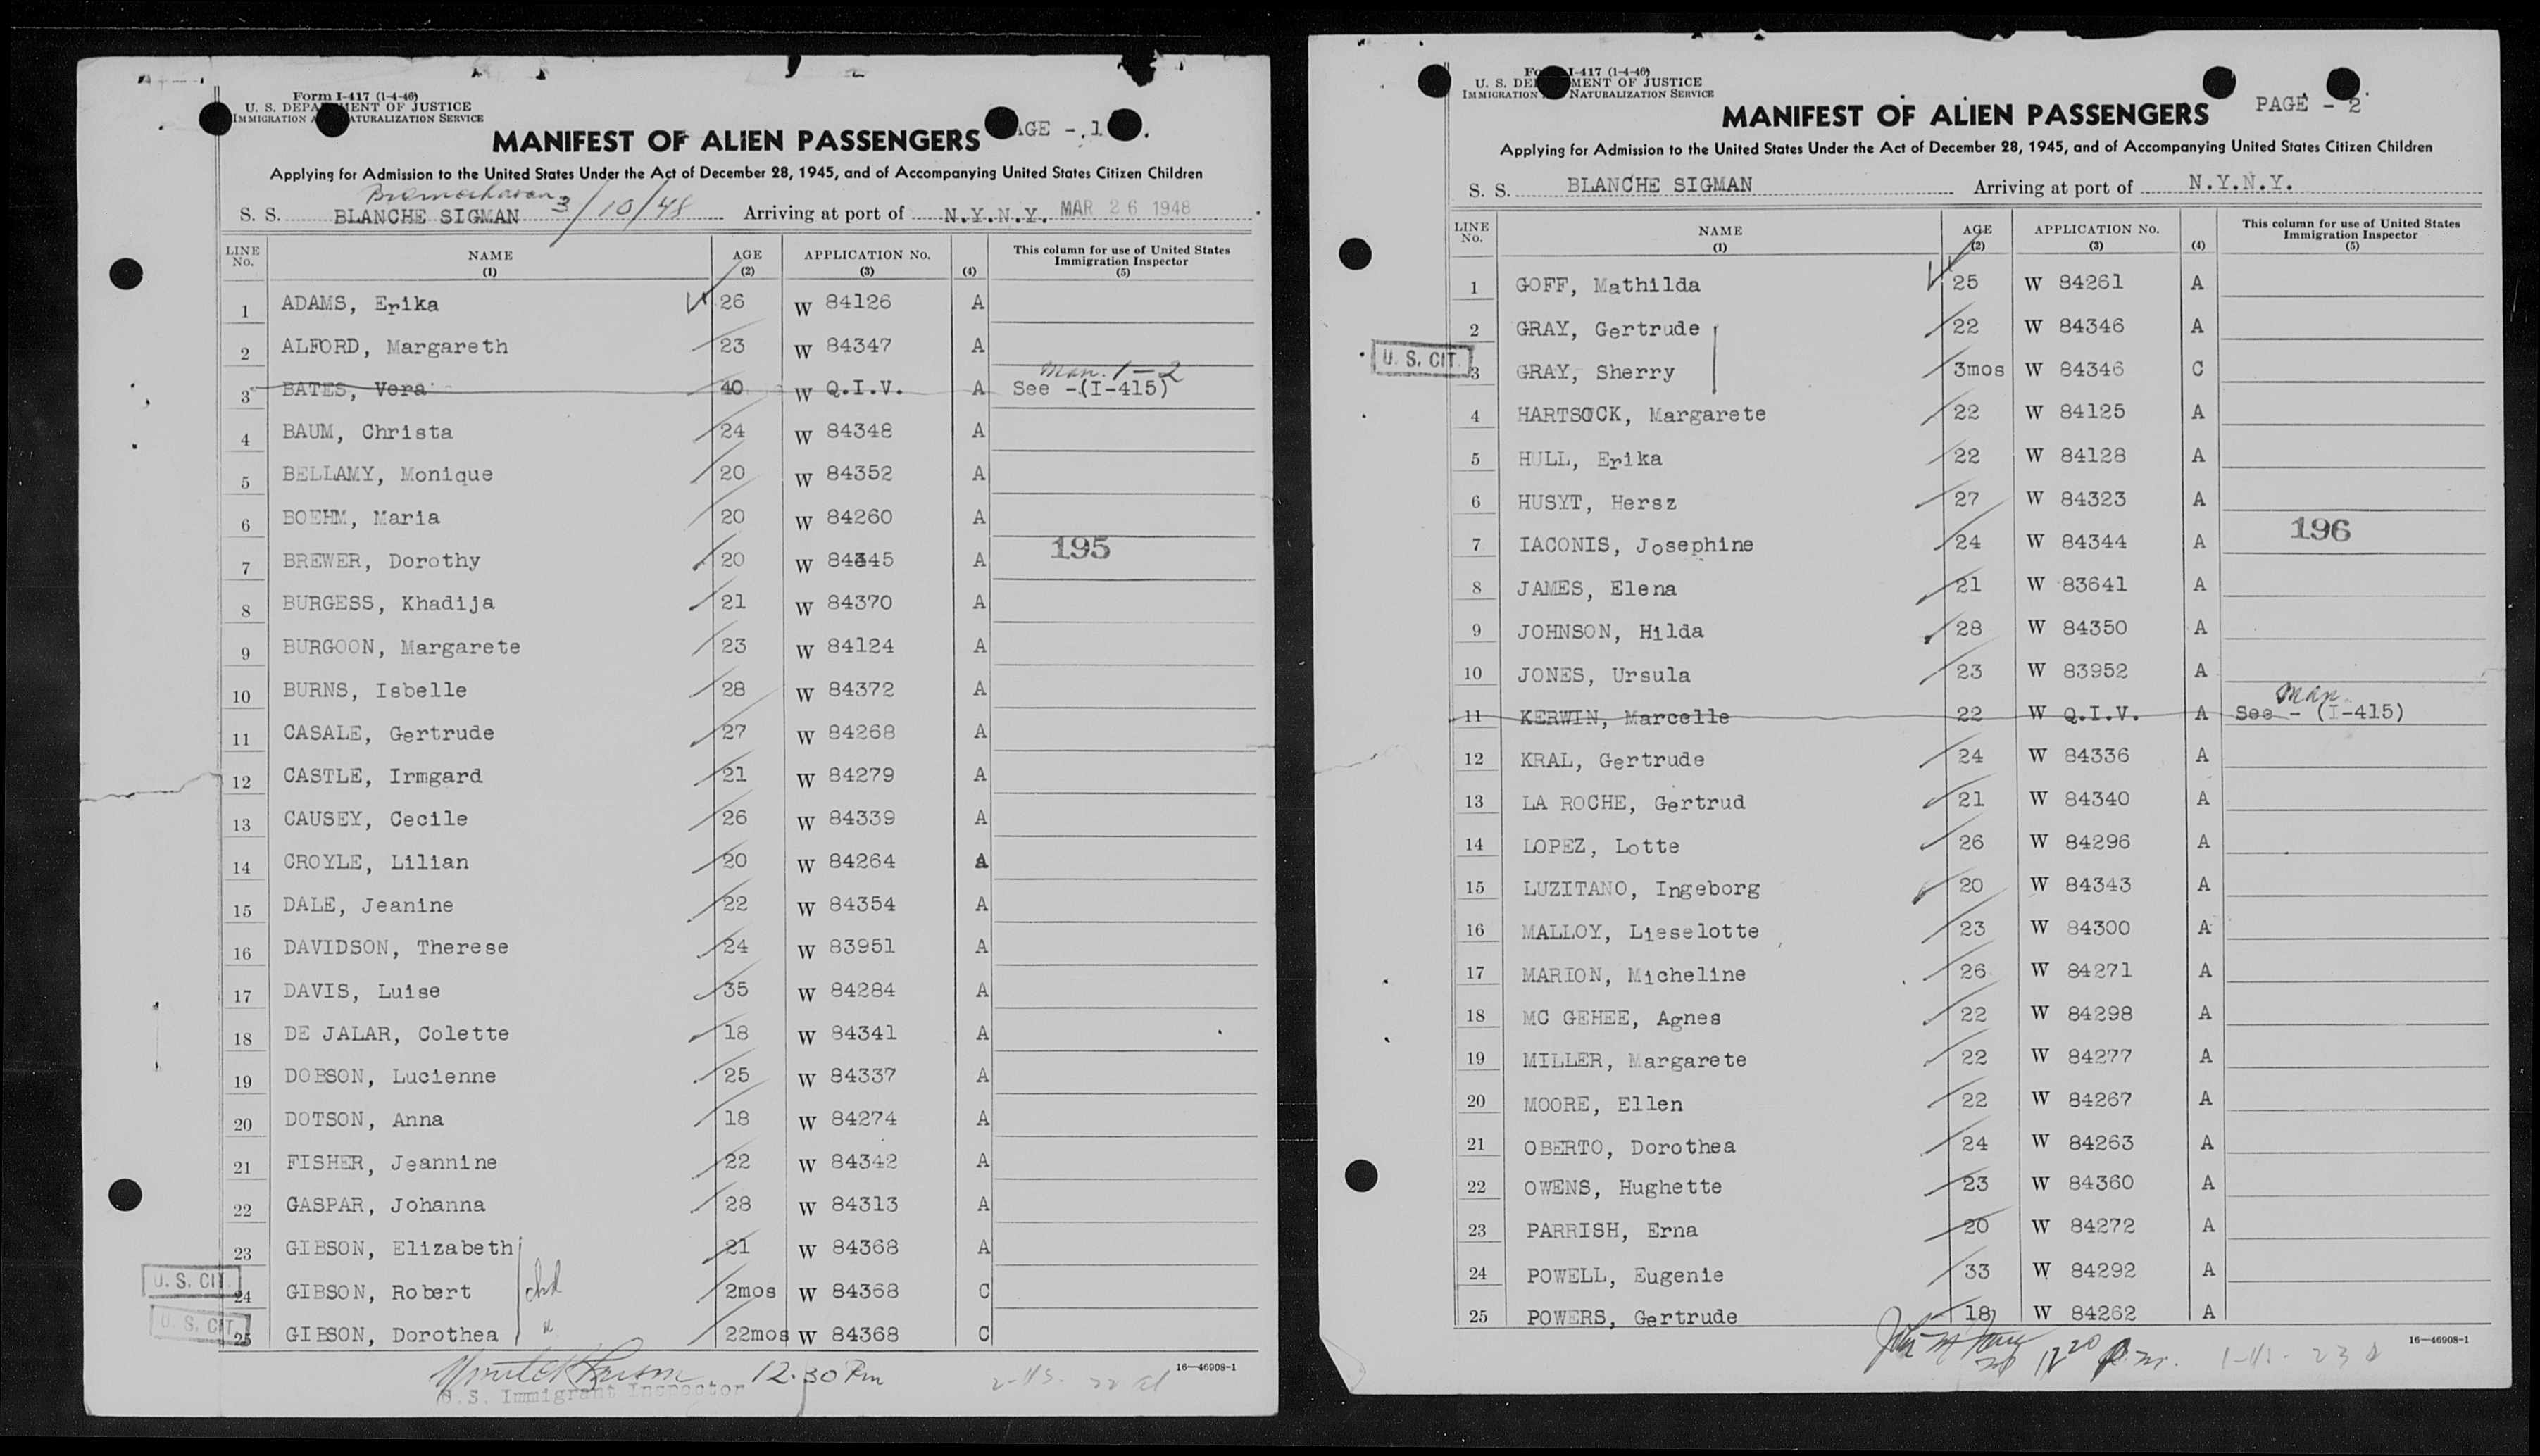 Form I-417 (1-4-46)
U. S. DEPARTMENT OF JUSTICE
IMMIGRATION NATURALIZATION SERVICE
MANIFEST OF ALIEN PASSENGERS
AGE - 1
Applying for Admission to the United States Under the Act of December 28, 1945, and of Accompanying United States Citizen Children
Bremerhaven 3/10/48
S. S. BLANCHE SIGMAN Arriving at port of N.Y.N.Y. MAR 26 1948
LINE No. NAME (1) AGE (2) APPLICATION No. (3) (4) This column for use of United States Immigration Inspector (5)
1 ADAMS, Erika 26 W 84126 A
2 ALFORD, Margareth 23 W 84347 A
3 BATES, Vera 40 W Q.I.V. A See -(I-415) Man. 1-2
4 BAUM, Christa 24 W 84348 A
5 BELLAMY, Monique 20 W 84352 A
6 BOEHM, Maria 20 W 84260 A
7 BREWER, Dorothy 20 W 84345 A 195
8 BURGESS, Khadija 21 W 84370 A
9 BURGOON, Margarete 23 W 84124 A
10 BURNS, Isbelle 28 W 84372 A
11 CASALE, Gertrude 27 W 84268 A
12 CASTLE, Irmgard 21 W 84279 A
13 CAUSEY, Cecile 26 W 84339 A
14 CROYLE, Lilian 20 W 84264 A
15 DALE, Jeanine 22 W 84354 A
16 DAVIDSON, Therese 24 W 83951 A
17 DAVIS, Luise 35 W 84284 A
18 DE JALAR, Colette 18 W 84341 A
19 DOBSON, Lucienne 25 W 84337 A
20 DOTSON, Anna 18 W 84274 A
21 FISHER, Jeannine 22 W 84342 A
22 GASPAR, Johanna 28 W 84313 A
23 GIBSON, Elizabeth 21 W 84368 A
U. S. CIT. 24 GIBSON, Robert chd 2mos W 84368 C
U. S. CIT. 25 GIBSON, Dorothea " 22mos W 84368 C
12.30 Pm
U.S. Immigrant Inspector
16—46908-1
I-417 (1-4-46)
U. S. DEPARTMENT OF JUSTICE
IMMIGRATION NATURALIZATION SERVICE
MANIFEST OF ALIEN PASSENGERS
PAGE - 2
Applying for Admission to the United States Under the Act of December 28, 1945, and of Accompanying United States Citizen Children
S. S. BLANCHE SIGMAN Arriving at port of N.Y.N.Y.
LINE No. NAME (1) AGE (2) APPLICATION No. (3) (4) This column for use of United States Immigration Inspector (5)
1 GOFF, Mathilda 25 W 84261 A
2 GRAY, Gertrude 22 W 84346 A
U. S. CIT. 3 GRAY, Sherry 3mos W 84346 C
4 HARTSOCK, Margarete 22 W 84125 A
5 HULL, Erika 22 W 84128 A
6 HUSYT, Hersz 27 W 84323 A
7 IACONIS, Josephine 24 W 84344 A 196
8 JAMES, Elena 21 W 83641 A
9 JOHNSON, Hilda 28 W 84350 A
10 JONES, Ursula 23 W 83952 A
11 KERWIN, Marcelle 22 W Q.I.V. A See - (I-415) Man
12 KRAL, Gertrude 24 W 84336 A
13 LA ROCHE, Gertrud 21 W 84340 A
14 LOPEZ, Lotte 26 W 84296 A
15 LUZITANO, Ingeborg 20 W 84343 A
16 MALLOY, Lieselotte 23 W 84300 A
17 MARION, Micheline 26 W 84271 A
18 MC GEHEE, Agnes 22 W 84298 A
19 MILLER, Margarete 22 W 84277 A
20 MOORE, Ellen 22 W 84267 A
21 OBERTO, Dorothea 24 W 84263 A
22 OWENS, Hughette 23 W 84360 A
23 PARRISH, Erna 20 W 84272 A
24 POWELL, Eugenie 33 W 84292 A
25 POWERS, Gertrude 18 W 84262 A
12 20 p.m.
16—46908-1